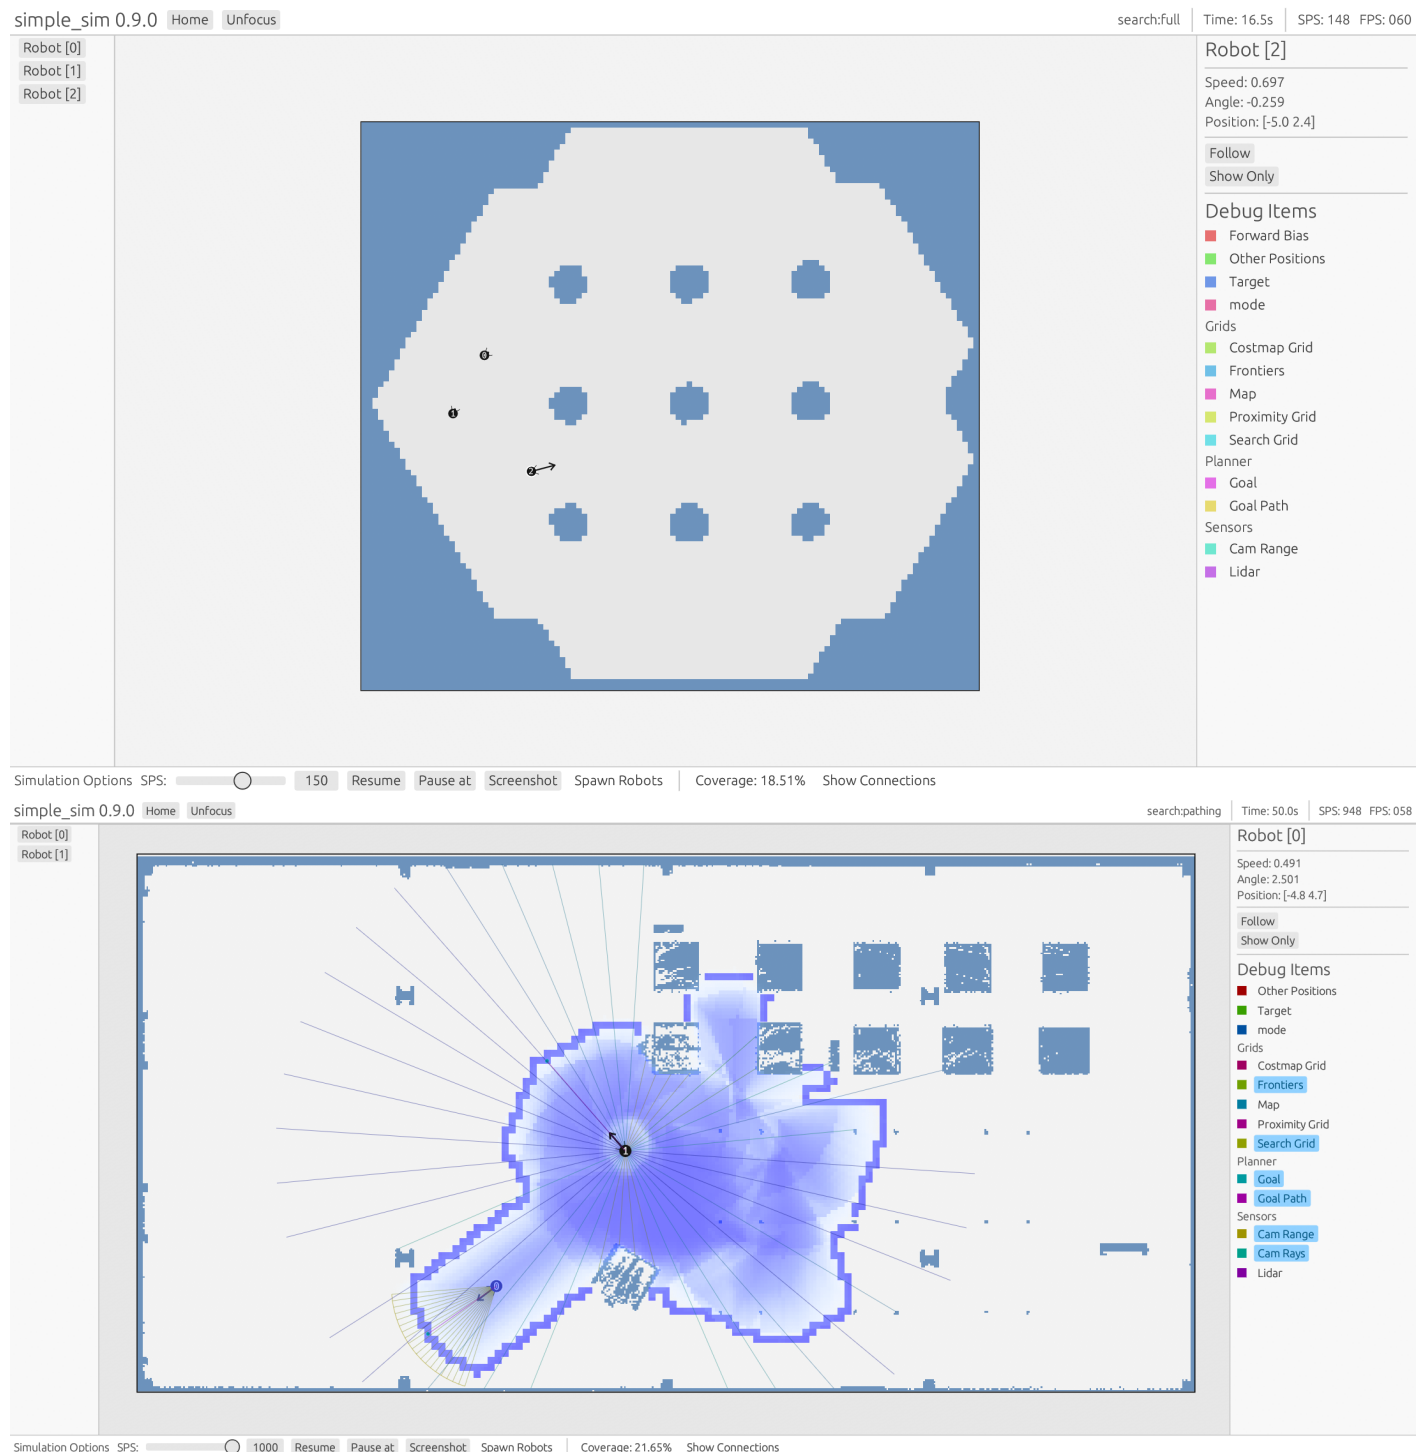 simple_sim 0.9.0 Home Unfocus search:full Time: 16.5s SPS: 148 FPS: 060
Robot [0]
Robot [1]
Robot [2]
Robot [2]
Speed: 0.697
Angle: -0.259
Position: [-5.0 2.4]
Follow
Show Only
Debug Items
Forward Bias
Other Positions
Target
mode
Grids
Costmap Grid
Frontiers
Map
Proximity Grid
Search Grid
Planner
Goal
Goal Path
Sensors
Cam Range
Lidar
0
1
2
Simulation Options SPS: 150 Resume Pause at Screenshot Spawn Robots Coverage: 18.51% Show Connections
simple_sim 0.9.0 Home Unfocus search:pathing Time: 50.0s SPS: 948 FPS: 058
Robot [0]
Robot [1]
Robot [0]
Speed: 0.491
Angle: 2.501
Position: [-4.8 4.7]
Follow
Show Only
Debug Items
Other Positions
Target
mode
Grids
Costmap Grid
Frontiers
Map
Proximity Grid
Search Grid
Planner
Goal
Goal Path
Sensors
Cam Range
Cam Rays
Lidar
1
0
Simulation Options SPS: 1000 Resume Pause at Screenshot Spawn Robots Coverage: 21.65% Show Connections